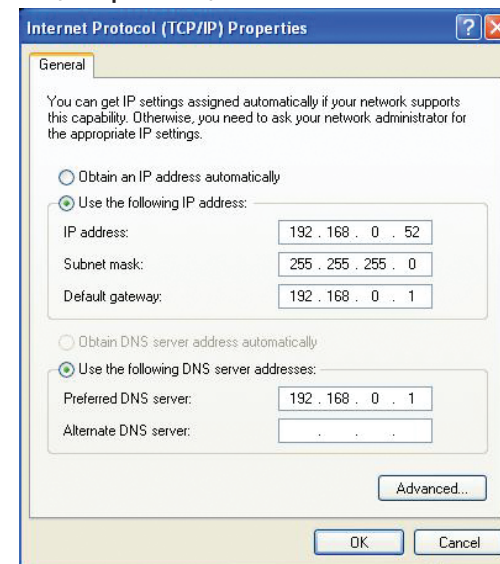 Internet Protocol (TCP/IP) Properties
General
You can get IP settings assigned automatically if your network supports
this capability. Otherwise, you need to ask your network administrator for
the appropriate IP settings.
Obtain an IP address automatically
Use the following IP address:
IP address: 192 . 168 . 0 . 52
Subnet mask: 255 . 255 . 255 . 0
Default gateway: 192 . 168 . 0 . 1
Obtain DNS server address automatically
Use the following DNS server addresses:
Preferred DNS server: 192 . 168 . 0 . 1
Alternate DNS server: . . .
Advanced...
OK Cancel